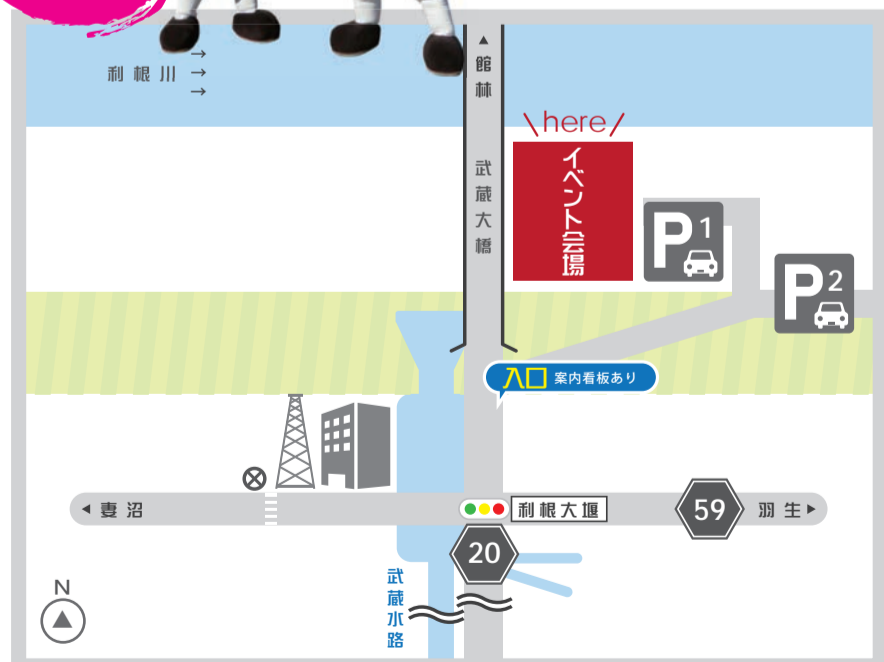 利根川 →
→
→
▲館林
武蔵大橋
\here/
イベント会場
P1
P2
入口 案内看板あり
◀妻沼
利根大堰
59
羽生▶
20
武蔵水路
N